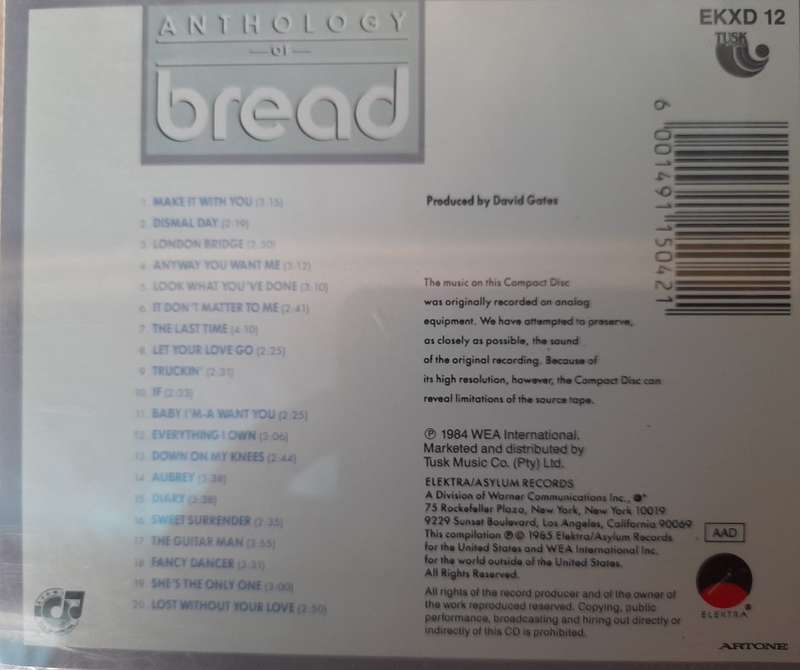 ANTHOLOGY
OF
bread
EKXD 12
TUSK
6 001491 150421
1. MAKE IT WITH YOU (3:15)
2. DISMAL DAY (2:19)
3. LONDON BRIDGE (2:30)
4. ANYWAY YOU WANT ME (3:12)
5. LOOK WHAT YOU'VE DONE (3:10)
6. IT DON'T MATTER TO ME (2:41)
7. THE LAST TIME (4:10)
8. LET YOUR LOVE GO (2:25)
9. TRUCKIN' (2:31)
10. IF (2:33)
11. BABY I'M-A WANT YOU (2:25)
12. EVERYTHING I OWN (3:06)
13. DOWN ON MY KNEES (2:44)
14. AUBREY (3:38)
15. DIARY (3:38)
16. SWEET SURRENDER (2:35)
17. THE GUITAR MAN (3:55)
18. FANCY DANCER (3:31)
19. SHE'S THE ONLY ONE (3:00)
20. LOST WITHOUT YOUR LOVE (2:50)
Produced by David Gates
The music on this Compact Disc
was originally recorded on analog
equipment. We have attempted to preserve,
as closely as possible, the sound
of the original recording. Because of
its high resolution, however, the Compact Disc can
reveal limitations of the source tape.
℗ 1984 WEA International.
Marketed and distributed by
Tusk Music Co. (Pty) Ltd.
ELEKTRA/ASYLUM RECORDS
A Division of Warner Communications Inc.,
75 Rockefeller Plaza, New York, New York 10019
9229 Sunset Boulevard, Los Angeles, California 90069
This compilation ℗© 1985 Elektra/Asylum Records
for the United States and WEA International Inc.
for the world outside of the United States.
All Rights Reserved.
All rights of the record producer and of the owner of
the work reproduced reserved. Copying, public
performance, broadcasting and hiring out directly or
indirectly of this CD is prohibited.
AAD
ELEKTRA®
ARTONE